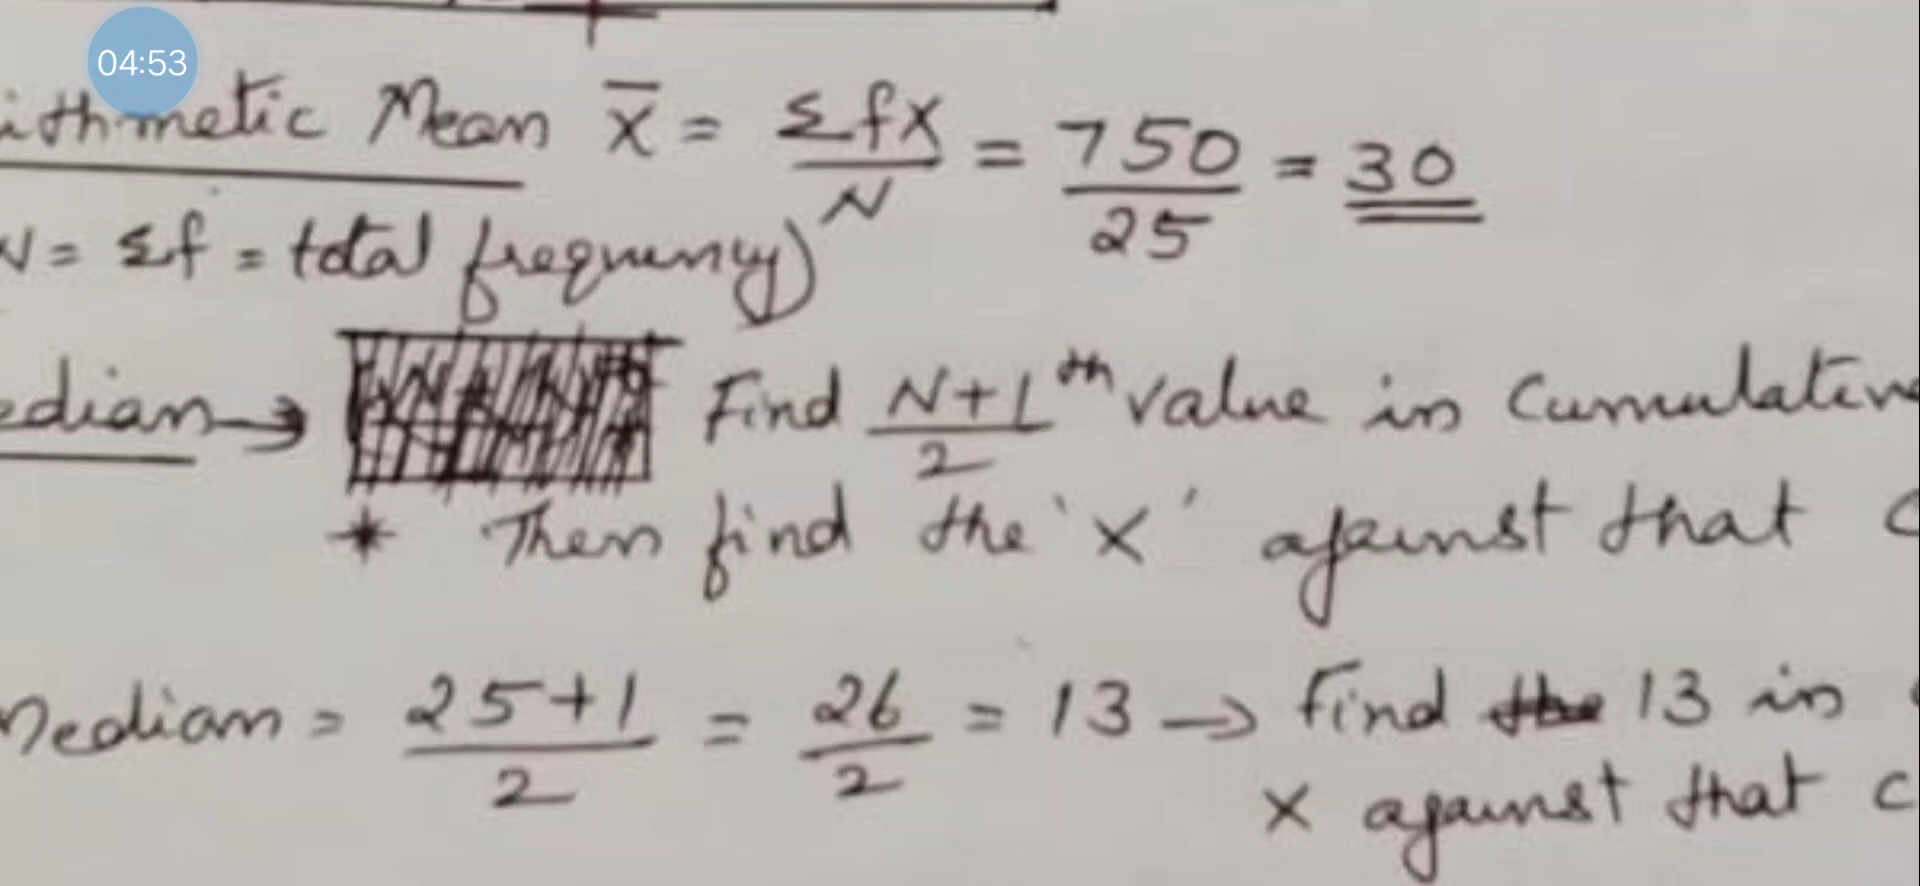 04:53
ithmetic Mean x̄ = ΣfX / N = 750 / 25 = 30
N = Σf = total frequency)
edian → Find N+1 / 2 th value in Cumulative
* Then find the 'x' against that C
Median = 25+1 / 2 = 26 / 2 = 13 → find the 13 in
x against that C